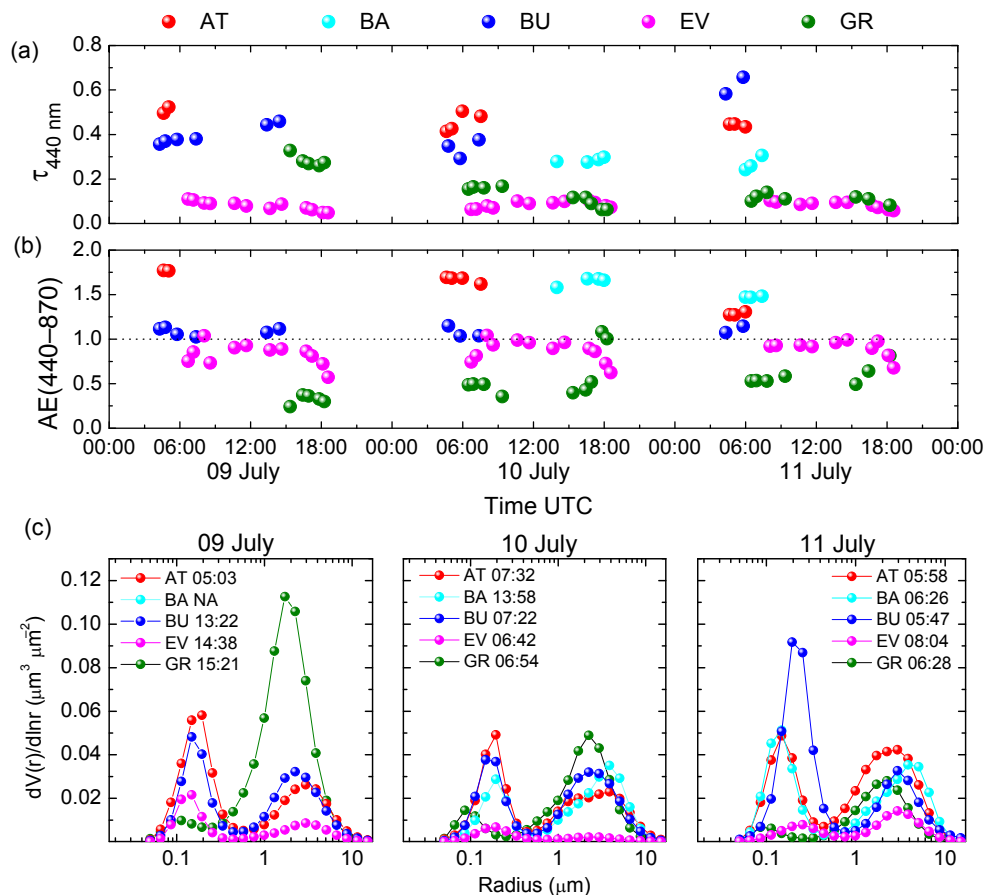 AT BA BU EV GR
(a)
0.8
0.6
0.4
0.2
0.0
τ440 nm
(b)
2.0
1.5
1.0
0.5
0.0
AE(440–870)
00:00 06:00 12:00 18:00 00:00 06:00 12:00 18:00 00:00 06:00 12:00 18:00 00:00
09 July 10 July 11 July
Time UTC
(c)
09 July 10 July 11 July
0.12
0.10
0.08
0.06
0.04
0.02
dV(r)/dlnr (μm³ μm⁻²)
AT 05:03
BA NA
BU 13:22
EV 14:38
GR 15:21
AT 07:32
BA 13:58
BU 07:22
EV 06:42
GR 06:54
AT 05:58
BA 06:26
BU 05:47
EV 08:04
GR 06:28
0.1 1 10 0.1 1 10 0.1 1 10
Radius (μm)